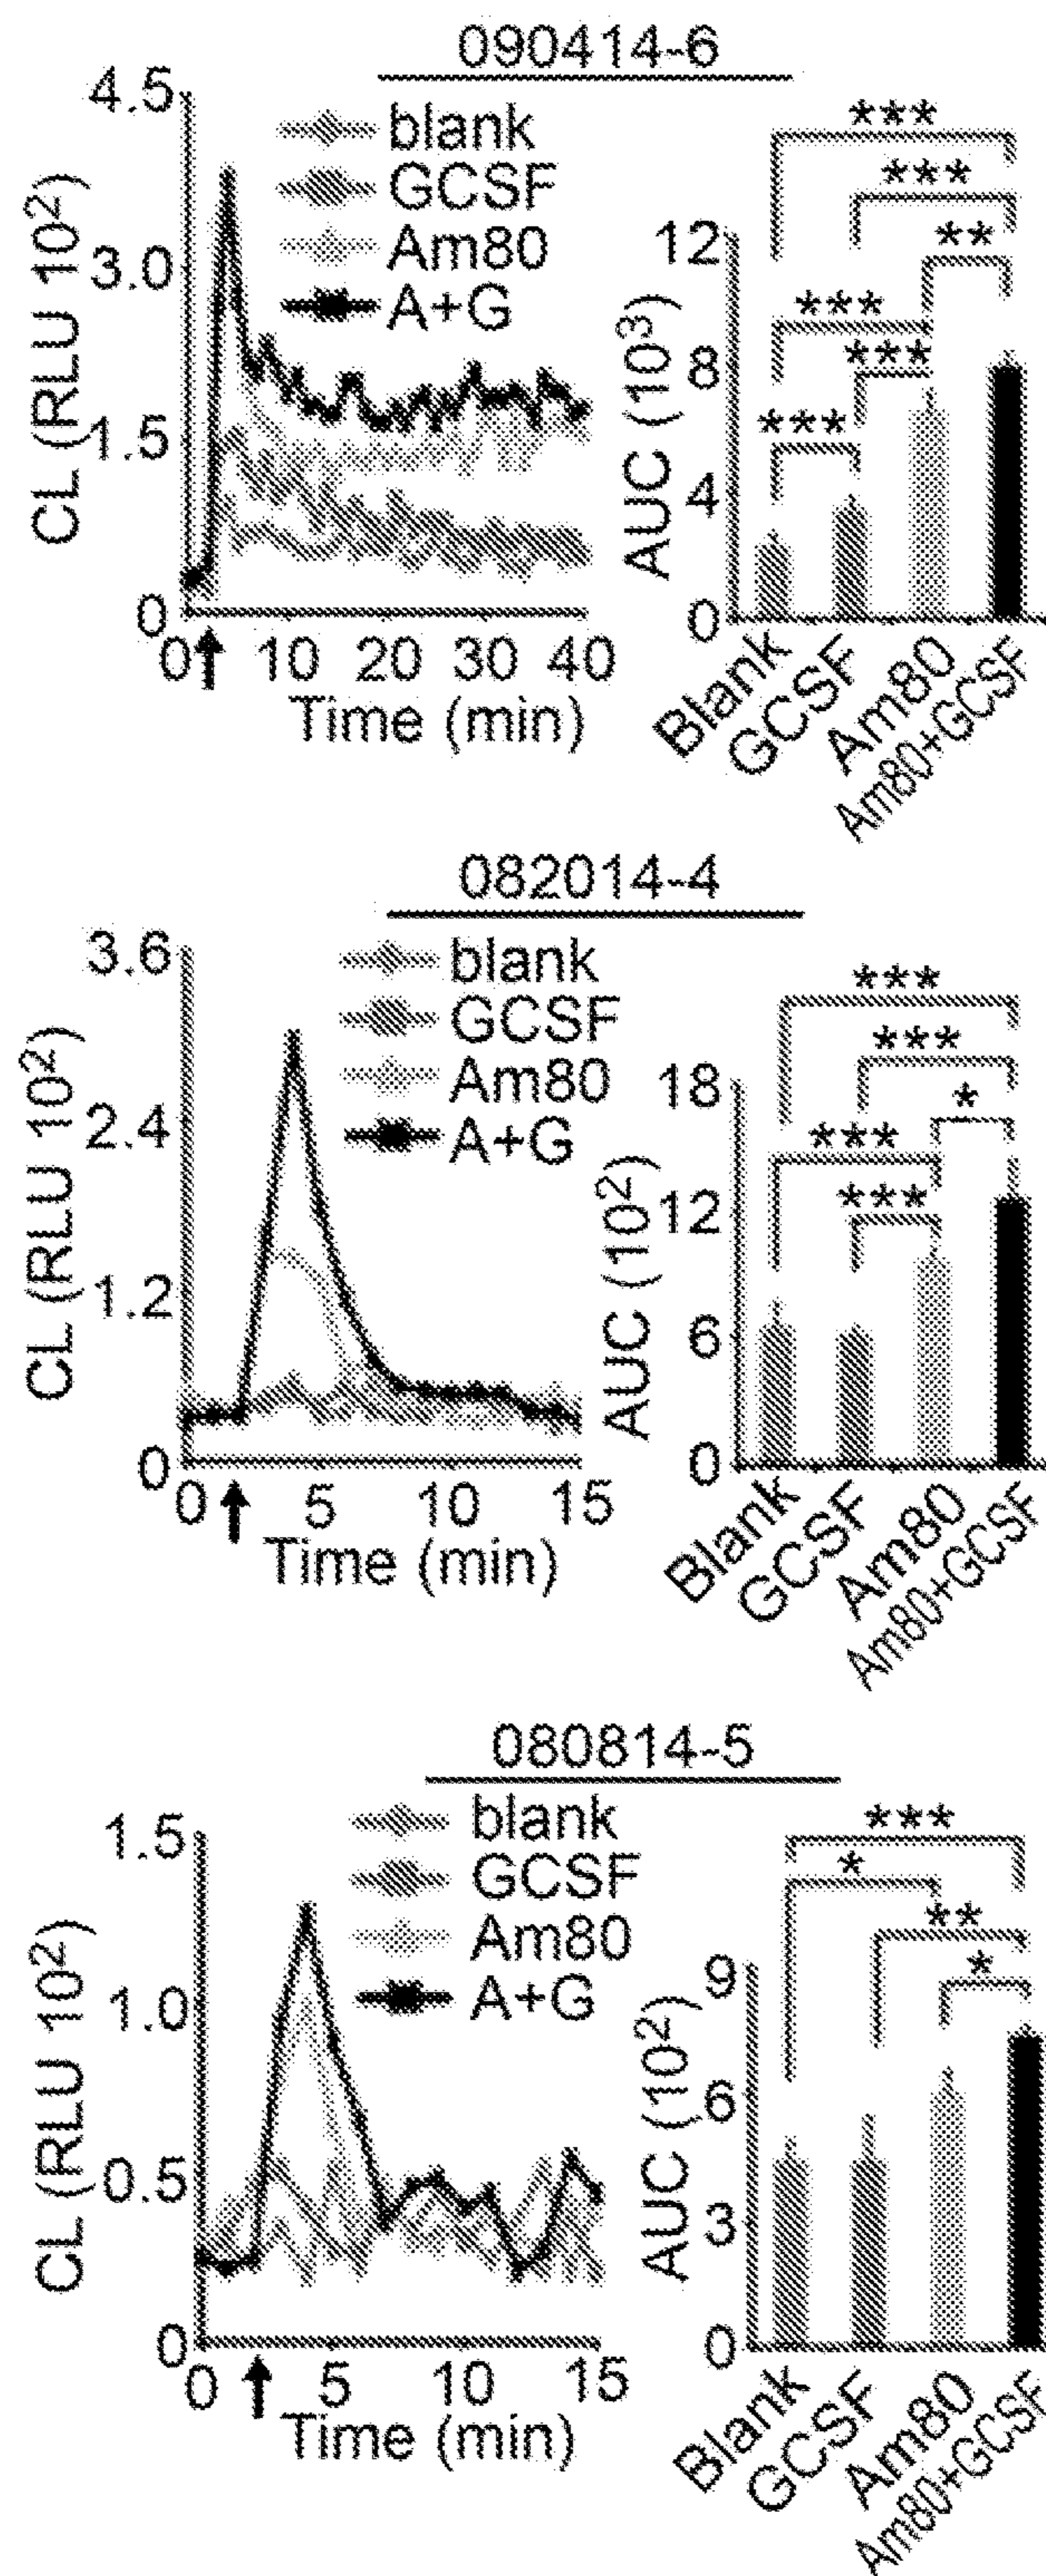 090414-6
4.5
3.0
1.5
0
CL (RLU 10²)
blank
GCSF
Am80
A+G
0 10 20 30 40
Time (min)
***
***
**
***
***
***
12
8
4
0
AUC (10³)
Blank
GCSF
Am80
Am80+GCSF
082014-4
3.6
2.4
1.2
0
CL (RLU 10²)
blank
GCSF
Am80
A+G
0 5 10 15
Time (min)
***
***
*
***
***
18
12
6
0
AUC (10²)
Blank
GCSF
Am80
Am80+GCSF
080814-5
1.5
1.0
0.5
0
CL (RLU 10²)
blank
GCSF
Am80
A+G
0 5 10 15
Time (min)
***
*
**
*
9
6
3
0
AUC (10²)
Blank
GCSF
Am80
Am80+GCSF